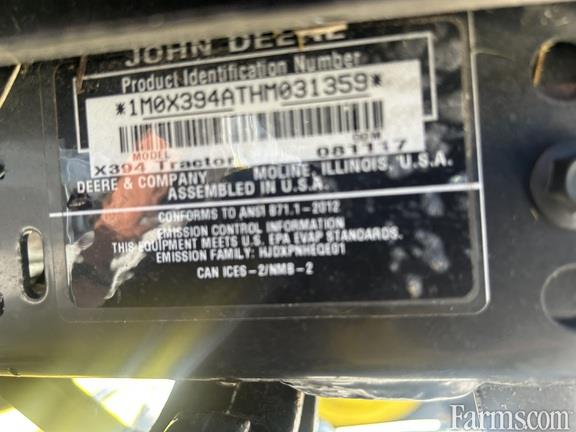 JOHN DEERE
Product Identification Number
*1M0X394ATHM031359*
MODEL
X394 Tractor
DOM
081117
DEERE & COMPANY MOLINE, ILLINOIS, U.S.A.
ASSEMBLED IN U.S.A.
CONFORMS TO ANSI B71.1-2012
EMISSION CONTROL INFORMATION
THIS EQUIPMENT MEETS U.S. EPA EVAP STANDARDS.
EMISSION FAMILY: HJDXPNHEQE01
CAN ICES-2/NMB-2
Farms.com